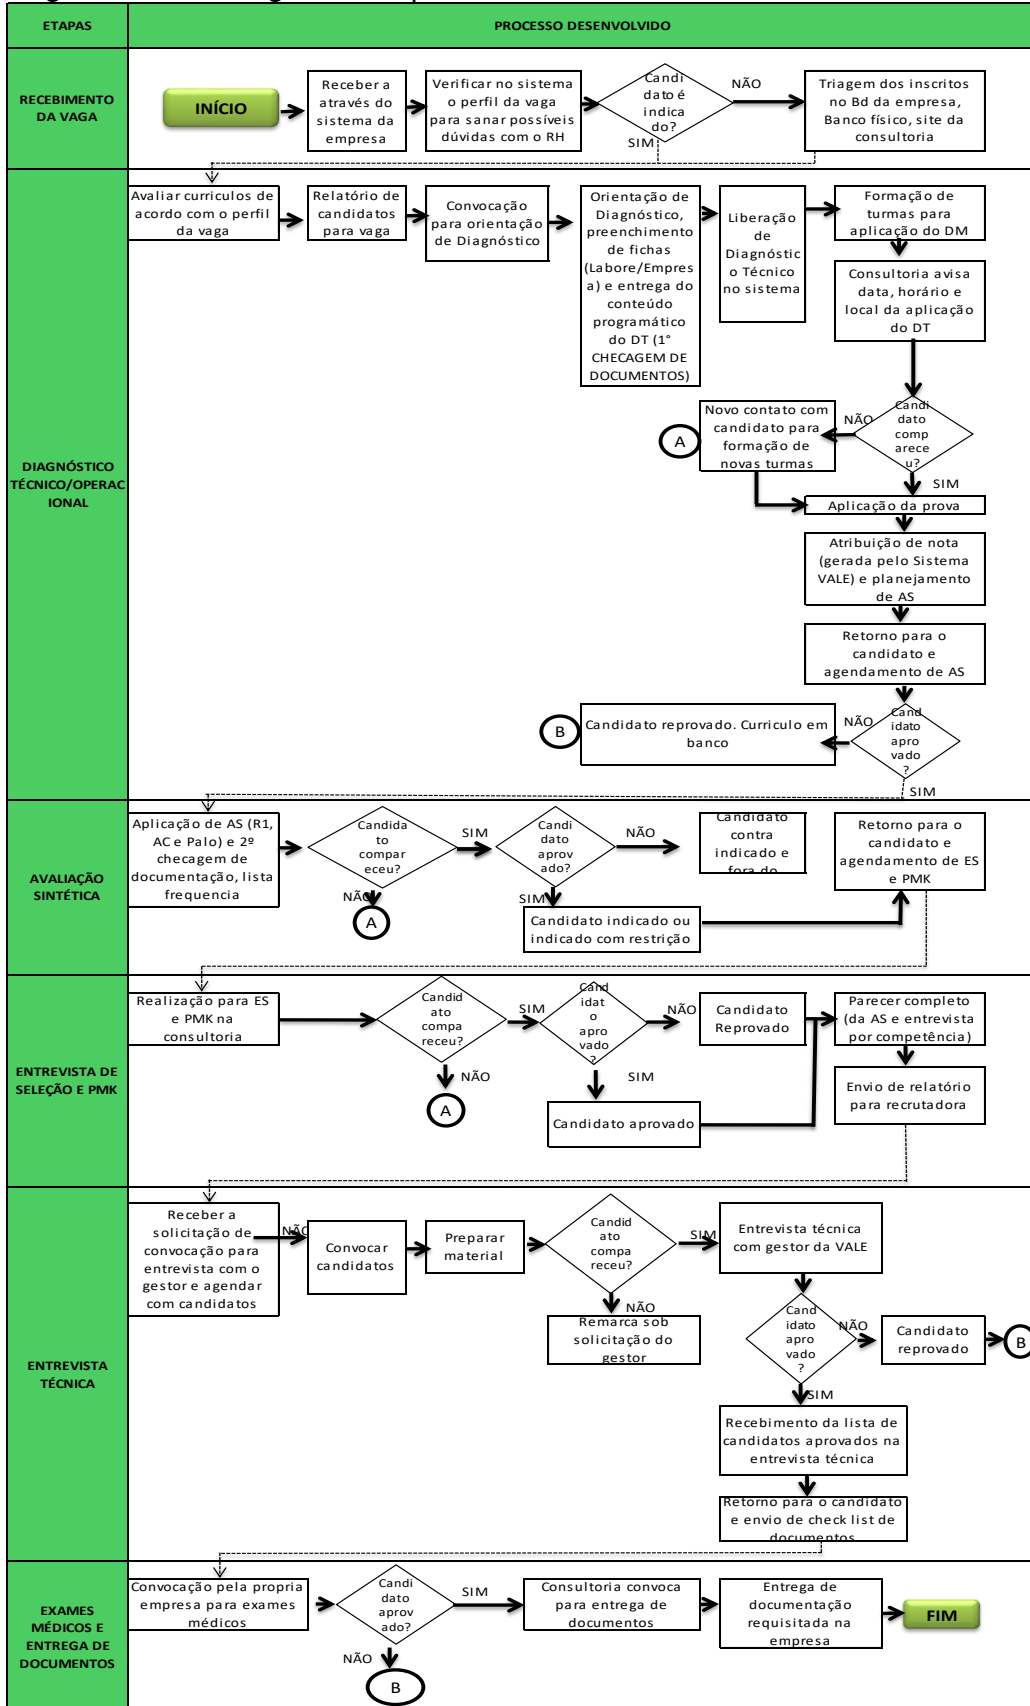 ETAPAS
PROCESSO DESENVOLVIDO
RECEBIMENTO
DA VAGA
INÍCIO
Receber a
através do
sistema da
empresa
Verificar no sistema
o perfil da vaga
para sanar possíveis
dúvidas com o RH
Candi
dato é
indica
do?
NÃO
SIM
Triagem dos inscritos
no Bd da empresa,
Banco físico, site da
consultoria
DIAGNÓSTICO
TÉCNICO/OPERAC
IONAL
Avaliar curriculos de
acordo com o perfil
da vaga
Relatório de
candidatos
para vaga
Convocação
para orientação
de Diagnóstico
Orientação de
Diagnóstico,
preenchimento
de fichas
(Labore/Empres
a) e entrega do
conteúdo
programático
do DT (1°
CHECAGEM DE
DOCUMENTOS)
Liberação
de
Diagnóstic
o Técnico
no sistema
Formação de
turmas para
aplicação do DM
Consultoria avisa
data, horário e
local da aplicação
do DT
Candi
dato
comp
arece
u?
NÃO
SIM
Novo contato com
candidato para
formação de
novas turmas
A
Aplicação da prova
Atribuição de nota
(gerada pelo Sistema
VALE) e planejamento
de AS
Retorno para o
candidato e
agendamento de AS
Cand
idato
apro
vado
?
NÃO
SIM
Candidato reprovado. Curriculo em
banco
B
AVALIAÇÃO
SINTÉTICA
Aplicação de AS (R1,
AC e Palo) e 2º
checagem de
documentação, lista
frequencia
Candida
to
compar
eceu?
SIM
NÃO
A
Candi
dato
aprov
ado?
NÃO
SIM
Candidato
contra
indicado e
fora do
Candidato indicado ou
indicado com restrição
Retorno para o
candidato e
agendamento de ES
e PMK
ENTREVISTA DE
SELEÇÃO E PMK
Realização para ES
e PMK na
consultoria
Candid
ato
compa
receu?
SIM
NÃO
A
Cand
idat
o
apro
vado
?
NÃO
SIM
Candidato
Reprovado
Candidato aprovado
Parecer completo
(da AS e entrevista
por competência)
Envio de relatório
para recrutadora
ENTREVISTA
TÉCNICA
Receber a
solicitação de
convocação para
entrevista com o
gestor e agendar
com candidatos
NÃO
Convocar
candidatos
Preparar
material
Candid
ato
compa
receu?
SIM
NÃO
Remarca sob
solicitação do
gestor
Entrevista técnica
com gestor da VALE
Cand
idato
apro
vado
?
NÃO
SIM
Candidato
reprovado
B
Recebimento da lista de
candidatos aprovados na
entrevista técnica
Retorno para o candidato
e envio de check list de
documentos
EXAMES
MÉDICOS E
ENTREGA DE
DOCUMENTOS
Convocação pela propria
empresa para exames
médicos
Candi
dato
aprov
ado?
SIM
NÃO
B
Consultoria convoca
para entrega de
documentos
Entrega de
documentação
requisitada na
empresa
FIM